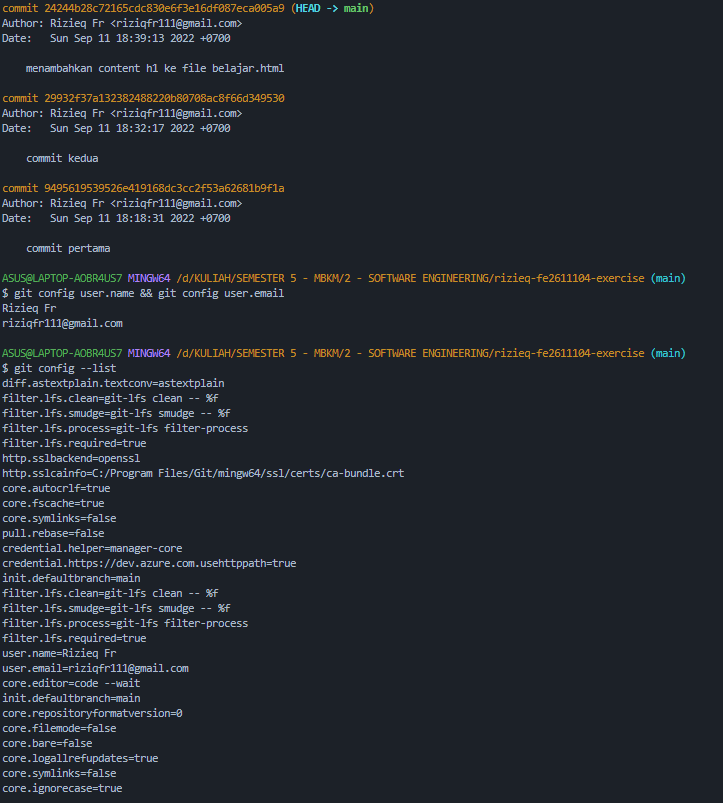 commit 24244b28c72165cdc830e6f3e16df087eca005a9 (HEAD -> main)
Author: Rizieq Fr <riziqfr111@gmail.com>
Date:   Sun Sep 11 18:39:13 2022 +0700
menambahkan content h1 ke file belajar.html
commit 29932f37a132382488220b80708ac8f66d349530
Author: Rizieq Fr <riziqfr111@gmail.com>
Date:   Sun Sep 11 18:32:17 2022 +0700
commit kedua
commit 9495619539526e419168dc3cc2f53a62681b9f1a
Author: Rizieq Fr <riziqfr111@gmail.com>
Date:   Sun Sep 11 18:18:31 2022 +0700
commit pertama
ASUS@LAPTOP-AOBR4US7 MINGW64 /d/KULIAH/SEMESTER 5 - MBKM/2 - SOFTWARE ENGINEERING/rizieq-fe2611104-exercise (main)
$ git config user.name && git config user.email
Rizieq Fr
riziqfr111@gmail.com
ASUS@LAPTOP-AOBR4US7 MINGW64 /d/KULIAH/SEMESTER 5 - MBKM/2 - SOFTWARE ENGINEERING/rizieq-fe2611104-exercise (main)
$ git config --list
diff.astextplain.textconv=astextplain
filter.lfs.clean=git-lfs clean -- %f
filter.lfs.smudge=git-lfs smudge -- %f
filter.lfs.process=git-lfs filter-process
filter.lfs.required=true
http.sslbackend=openssl
http.sslcainfo=C:/Program Files/Git/mingw64/ssl/certs/ca-bundle.crt
core.autocrlf=true
core.fscache=true
core.symlinks=false
pull.rebase=false
credential.helper=manager-core
credential.https://dev.azure.com.usehttppath=true
init.defaultbranch=main
filter.lfs.clean=git-lfs clean -- %f
filter.lfs.smudge=git-lfs smudge -- %f
filter.lfs.process=git-lfs filter-process
filter.lfs.required=true
user.name=Rizieq Fr
user.email=riziqfr111@gmail.com
core.editor=code --wait
init.defaultbranch=main
core.repositoryformatversion=0
core.filemode=false
core.bare=false
core.logallrefupdates=true
core.symlinks=false
core.ignorecase=true